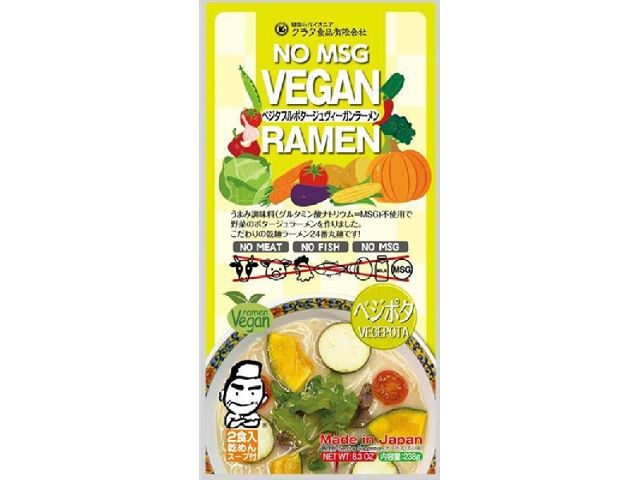 麺類のパイオニア
クラタ食品有限会社
NO MSG
VEGAN
ベジタブルポタージュヴィーガンラーメン
RAMEN
うまみ調味料(グルタミン酸ナトリウム=MSG)不使用で
野菜のポタージュラーメンを作りました。
こだわりの乾麺ラーメン24番丸麺です!
NO MEAT NO FISH NO MSG
MILK MSG
ramen
Vegan
ベジポタ
VEGEPOTA
2食入
乾めん
スープ付
Made in Japan
NET WT: 8.3 OZ 内容量:238g